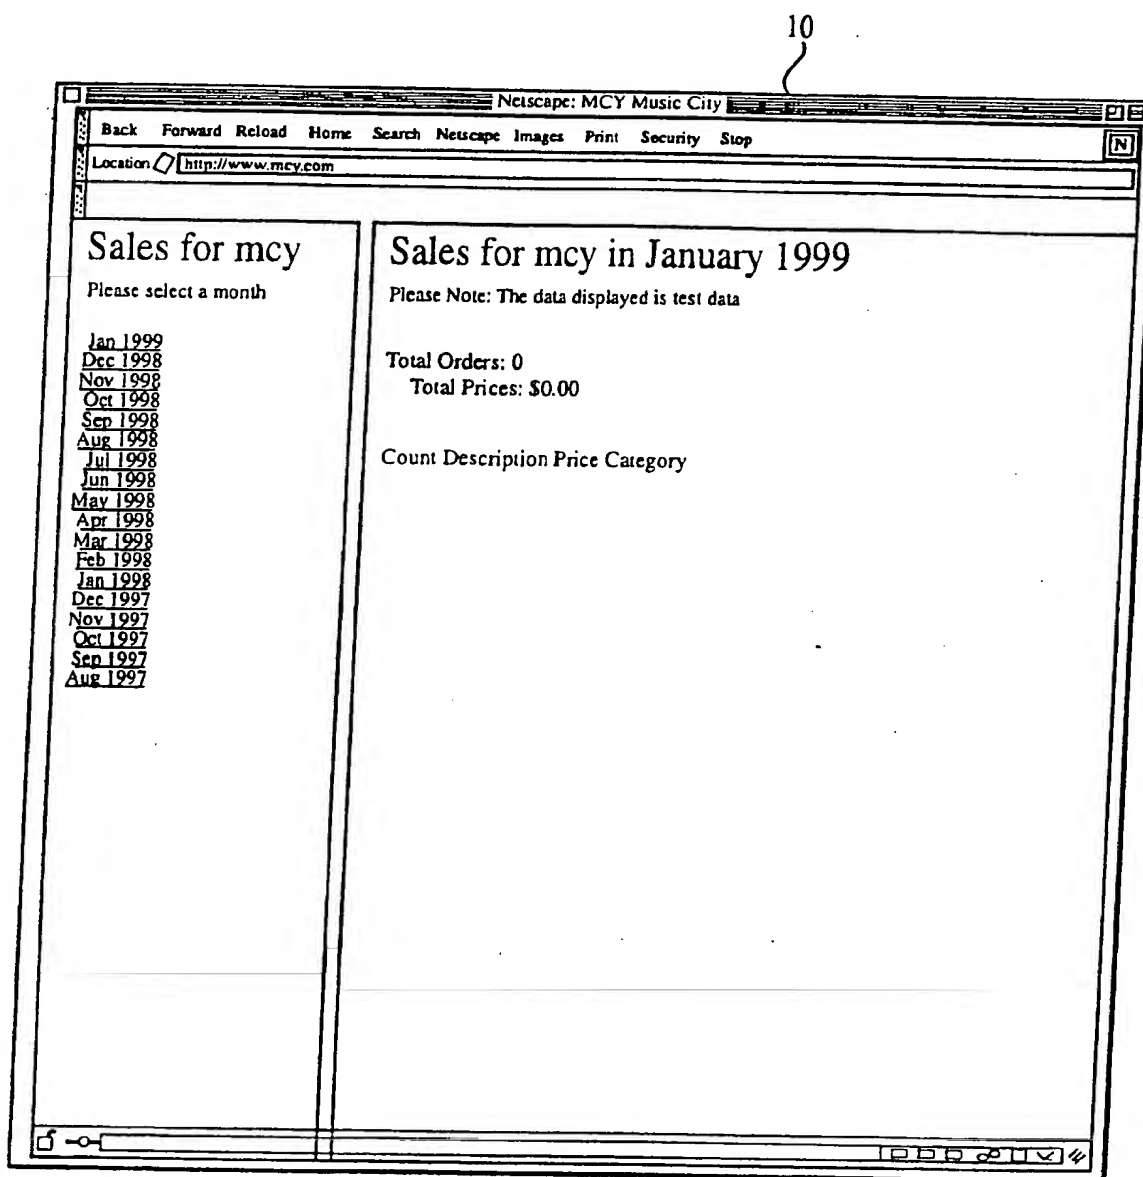 10
Netscape: MCY Music City
Back Forward Reload Home Search Netscape Images Print Security Stop
N
Location http://www.mcy.com
Sales for mcy
Please select a month
Jan 1999
Dec 1998
Nov 1998
Oct 1998
Sep 1998
Aug 1998
Jul 1998
Jun 1998
May 1998
Apr 1998
Mar 1998
Feb 1998
Jan 1998
Dec 1997
Nov 1997
Oct 1997
Sep 1997
Aug 1997
Sales for mcy in January 1999
Please Note: The data displayed is test data
Total Orders: 0
Total Prices: $0.00
Count Description Price Category